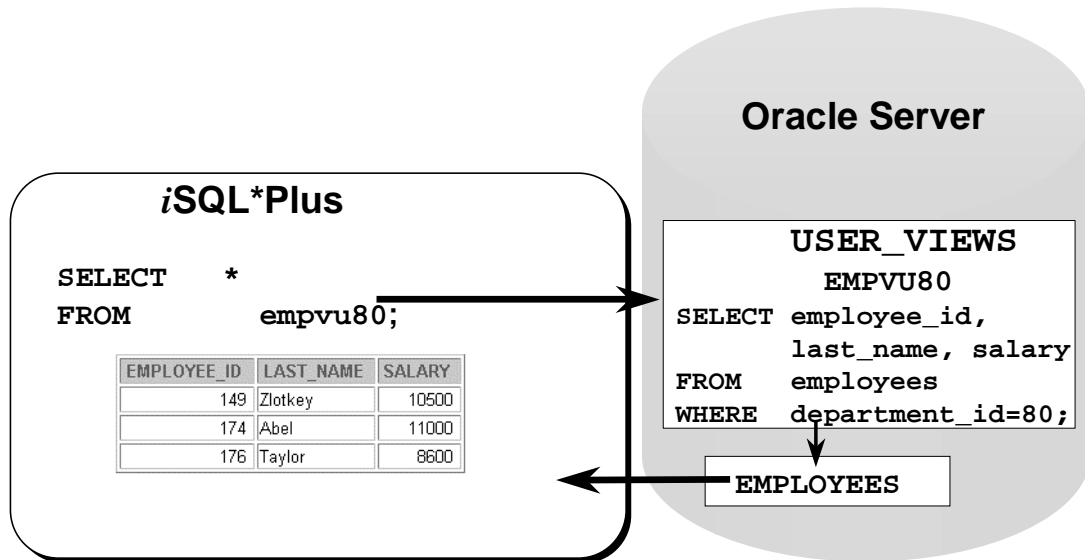 Oracle Server
iSQL*Plus
SELECT *
FROM empvu80;
EMPLOYEE_ID LAST_NAME SALARY
149 Zlotkey 10500
174 Abel 11000
176 Taylor 8600
USER_VIEWS
EMPVU80
SELECT employee_id,
last_name, salary
FROM employees
WHERE department_id=80;
EMPLOYEES